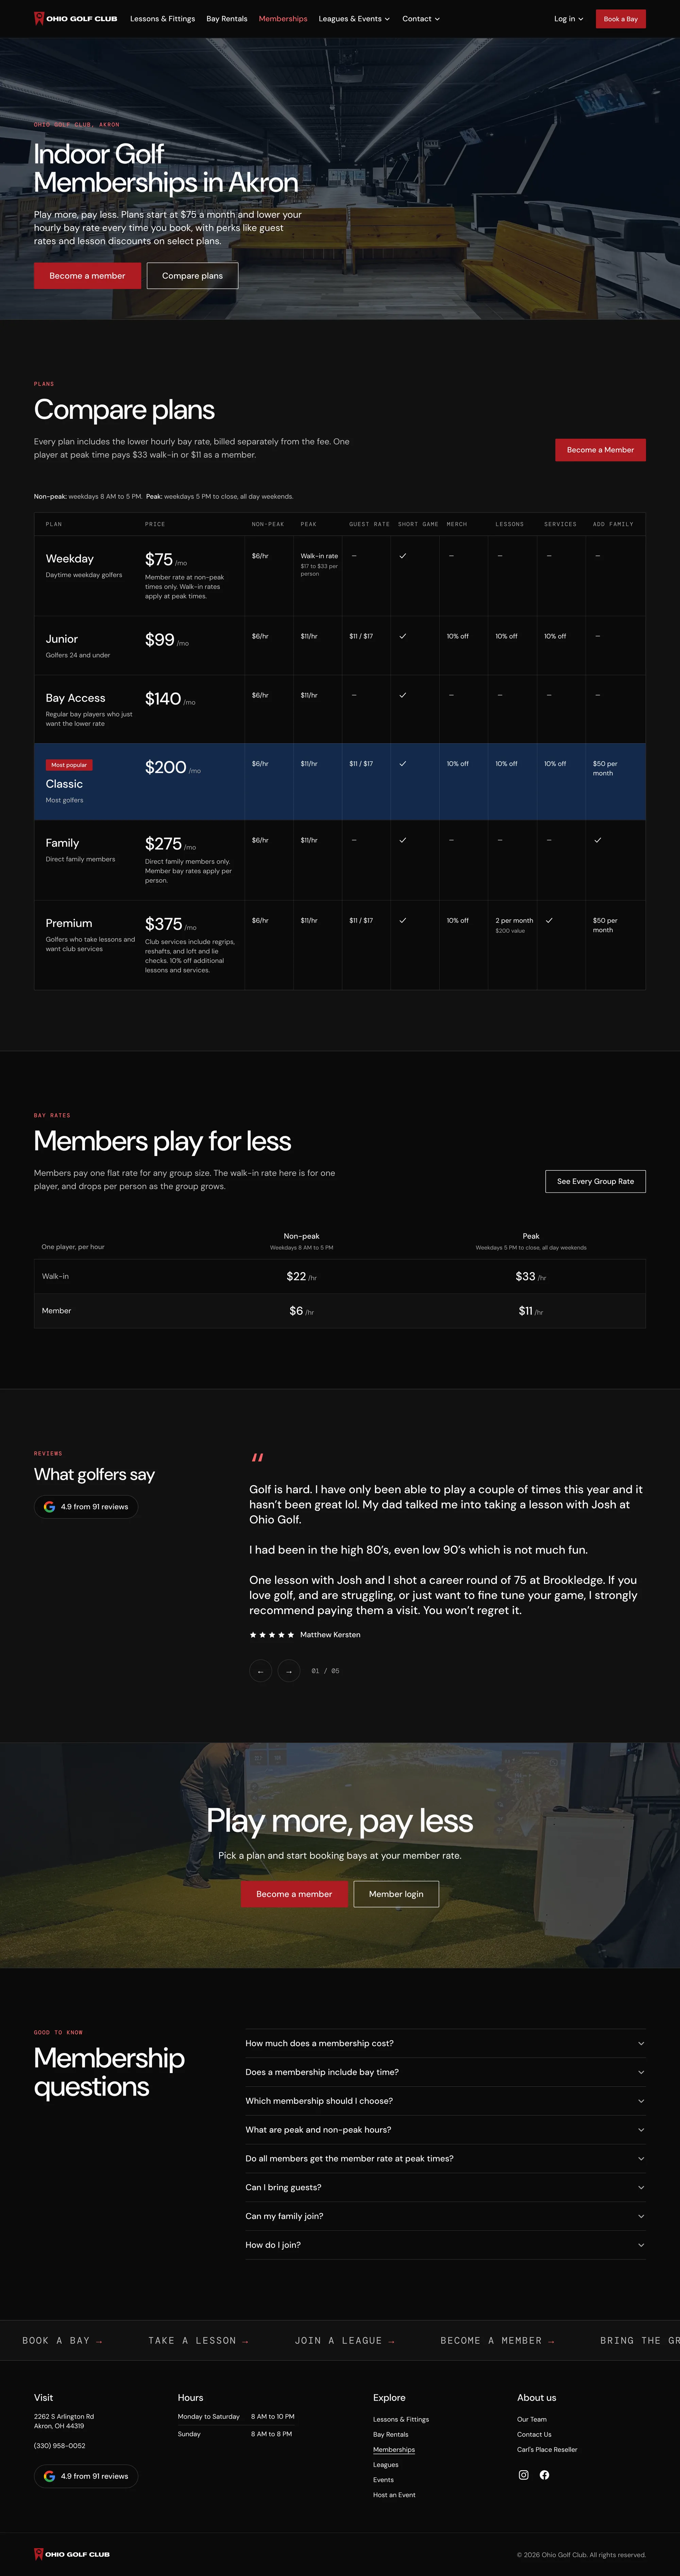 OHIO GOLF CLUB
Lessons & Fittings
Bay Rentals
Memberships
Leagues & Events
Contact
Log in
Book a Bay
OHIO GOLF CLUB, AKRON
Indoor Golf
Memberships in Akron
Play more, pay less. Plans start at $75 a month and lower your
hourly bay rate every time you book, with perks like guest
rates and lesson discounts on select plans.
Become a member
Compare plans
PLANS
Compare plans
Every plan includes the lower hourly bay rate, billed separately from the fee. One
player at peak time pays $33 walk-in or $11 as a member.
Become a Member
Non-peak: weekdays 8 AM to 5 PM. Peak: weekdays 5 PM to close, all day weekends.
PLAN PRICE NON-PEAK PEAK GUEST RATE SHORT GAME MERCH LESSONS SERVICES ADD FAMILY
Weekday
Daytime weekday golfers
$75 /mo
Member rate at non-peak
times only. Walk-in rates
apply at peak times.
$6/hr
Walk-in rate
$17 to $33 per
person
–
✓
–
–
–
–
Junior
Golfers 24 and under
$99 /mo
$6/hr
$11/hr
$11 / $17
✓
10% off
10% off
10% off
–
Bay Access
Regular bay players who just
want the lower rate
$140 /mo
$6/hr
$11/hr
–
✓
–
–
–
–
Most popular
Classic
Most golfers
$200 /mo
$6/hr
$11/hr
$11 / $17
✓
10% off
10% off
10% off
$50 per
month
Family
Direct family members
$275 /mo
Direct family members only.
Member bay rates apply per
person.
$6/hr
$11/hr
–
✓
–
–
–
✓
Premium
Golfers who take lessons and
want club services
$375 /mo
Club services include regrips,
reshafts, and loft and lie
checks. 10% off additional
lessons and services.
$6/hr
$11/hr
$11 / $17
✓
10% off
2 per month
$200 value
✓
$50 per
month
BAY RATES
Members play for less
Members pay one flat rate for any group size. The walk-in rate here is for one
player, and drops per person as the group grows.
See Every Group Rate
One player, per hour
Non-peak
Weekdays 8 AM to 5 PM
Peak
Weekdays 5 PM to close, all day weekends
Walk-in $22 /hr $33 /hr
Member $6 /hr $11 /hr
REVIEWS
What golfers say
4.9 from 91 reviews
“
Golf is hard. I have only been able to play a couple of times this year and it
hasn’t been great lol. My dad talked me into taking a lesson with Josh at
Ohio Golf.
I had been in the high 80’s, even low 90’s which is not much fun.
One lesson with Josh and I shot a career round of 75 at Brookledge. If you
love golf, and are struggling, or just want to fine tune your game, I strongly
recommend paying them a visit. You won’t regret it.
★★★★★ Matthew Kersten
← → 01 / 05
Play more, pay less
Pick a plan and start booking bays at your member rate.
Become a member
Member login
GOOD TO KNOW
Membership
questions
How much does a membership cost?
Does a membership include bay time?
Which membership should I choose?
What are peak and non-peak hours?
Do all members get the member rate at peak times?
Can I bring guests?
Can my family join?
How do I join?
BOOK A BAY → TAKE A LESSON → JOIN A LEAGUE → BECOME A MEMBER → BRING THE GR
Visit
2262 S Arlington Rd
Akron, OH 44319
(330) 958-0052
4.9 from 91 reviews
Hours
Monday to Saturday 8 AM to 10 PM
Sunday 8 AM to 8 PM
Explore
Lessons & Fittings
Bay Rentals
Memberships
Leagues
Events
Host an Event
About us
Our Team
Contact Us
Carl's Place Reseller
OHIO GOLF CLUB
© 2026 Ohio Golf Club. All rights reserved.